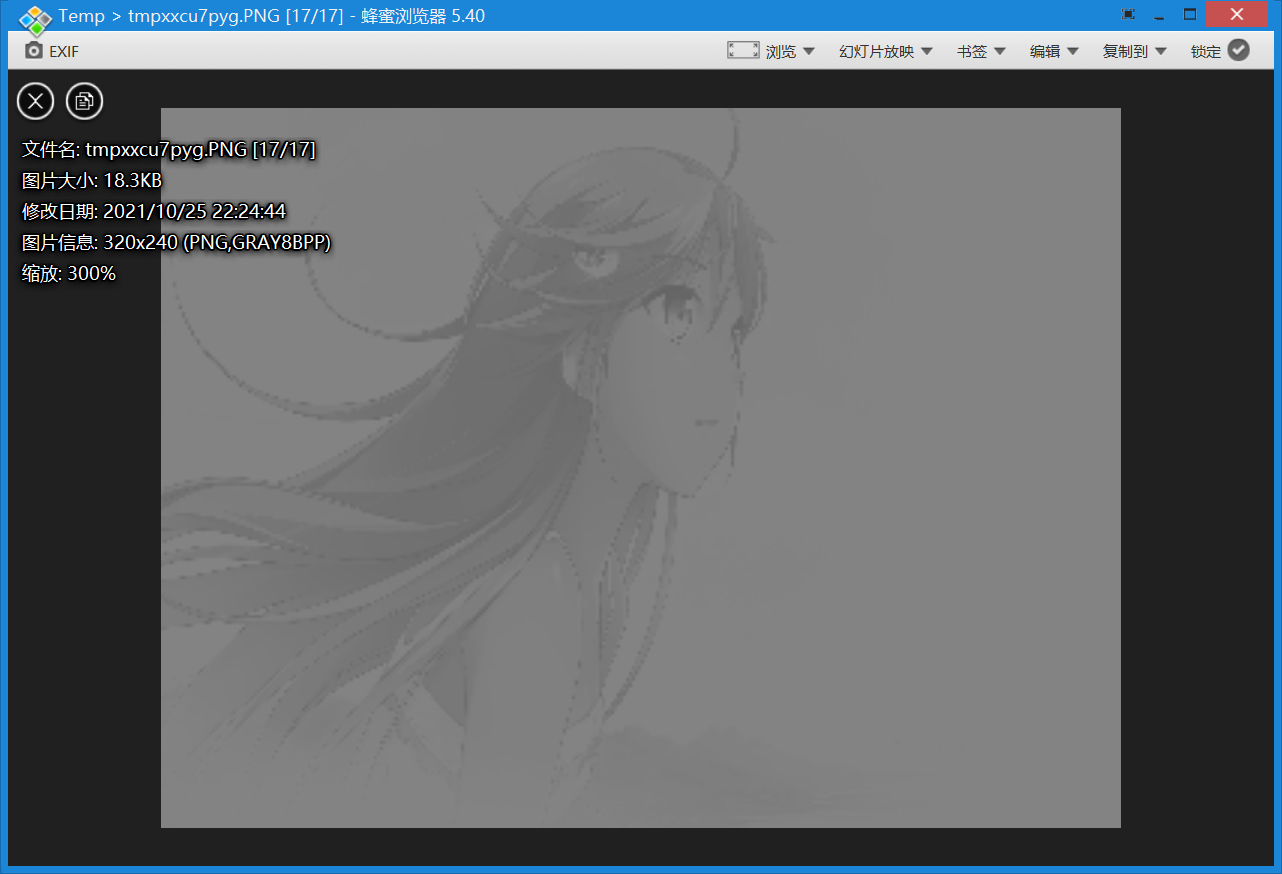 Temp > tmpxxcu7pyg.PNG [17/17] - 蜂蜜浏览器 5.40
EXIF 浏览 幻灯片放映 书签 编辑 复制到 锁定
文件名: tmpxxcu7pyg.PNG [17/17]
图片大小: 18.3KB
修改日期: 2021/10/25 22:24:44
图片信息: 320x240 (PNG,GRAY8BPP)
缩放: 300%